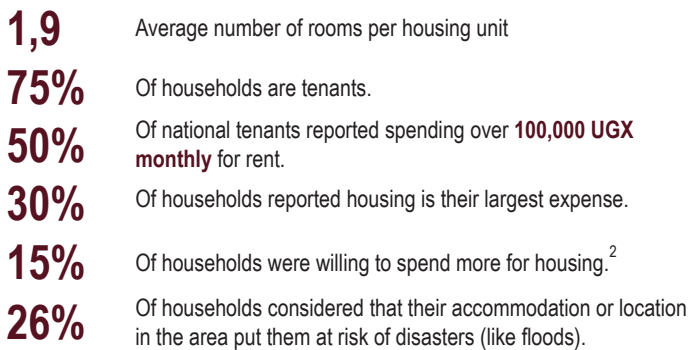 1,9 Average number of rooms per housing unit
75% Of households are tenants.
50% Of national tenants reported spending over 100,000 UGX
monthly for rent.
30% Of households reported housing is their largest expense.
15% Of households were willing to spend more for housing.2
26% Of households considered that their accommodation or location
in the area put them at risk of disasters (like floods).